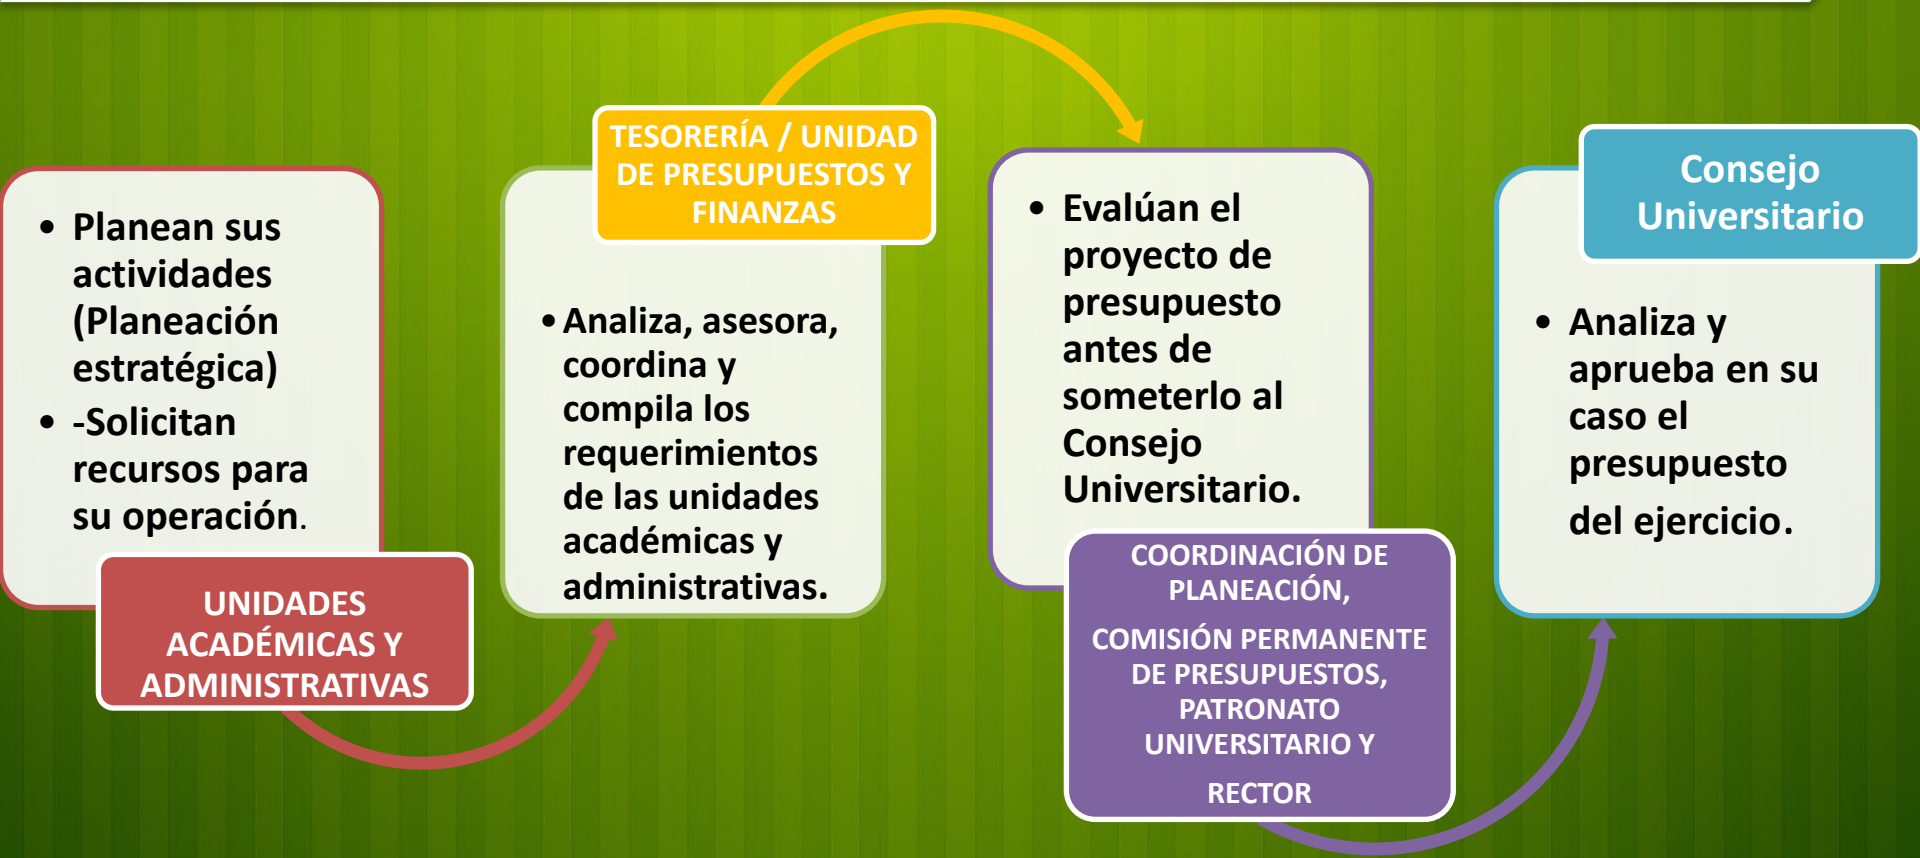 • Planean sus
actividades
(Planeación
estratégica)
• -Solicitan
recursos para
su operación.
UNIDADES
ACADÉMICAS Y
ADMINISTRATIVAS
TESORERÍA / UNIDAD
DE PRESUPUESTOS Y
FINANZAS
• Analiza, asesora,
coordina y
compila los
requerimientos
de las unidades
académicas y
administrativas.
• Evalúan el
proyecto de
presupuesto
antes de
someterlo al
Consejo
Universitario.
COORDINACIÓN DE
PLANEACIÓN,
COMISIÓN PERMANENTE
DE PRESUPUESTOS,
PATRONATO
UNIVERSITARIO Y
RECTOR
Consejo
Universitario
• Analiza y
aprueba en su
caso el
presupuesto
del ejercicio.